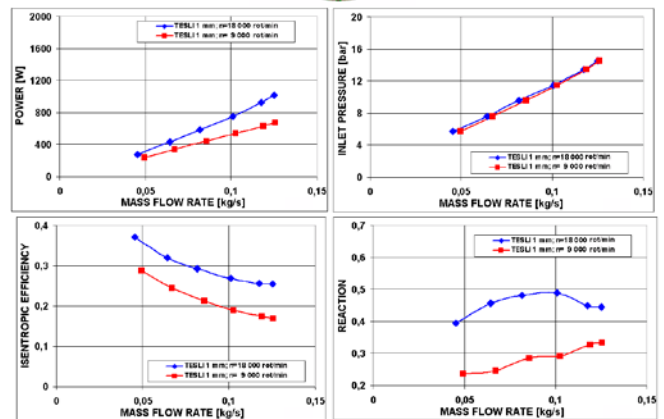 2000
1600
1200
800
400
0
POWER [W]
TESLI 1 mm; n=18 000 rot/min
TESLI 1 mm; n= 9 000 rot/min
0
0,05
0,1
0,15
MASS FLOW RATE [kg/s]
20
16
12
8
4
0
INLET PRESSURE [bar]
TESLI 1 mm; n=18 000 rot/min
TESLI 1 mm; n= 9 000 rot/min
0
0,05
0,1
0,15
MASS FLOW RATE [kg/s]
0,4
0,3
0,2
0,1
0
ISENTROPIC EFFICIENCY
TESLI 1 mm; n=18 000 rot/min
TESLI 1 mm; n= 9 000 rot/min
0
0,05
0,1
0,15
MASS FLOW RATE [kg/s]
0,7
0,6
0,5
0,4
0,3
0,2
REACTION
TESLI 1 mm; n=18 000 rot/min
TESLI 1 mm; n= 9 000 rot/min
0
0,05
0,1
0,15
MASS FLOW RATE [kg/s]